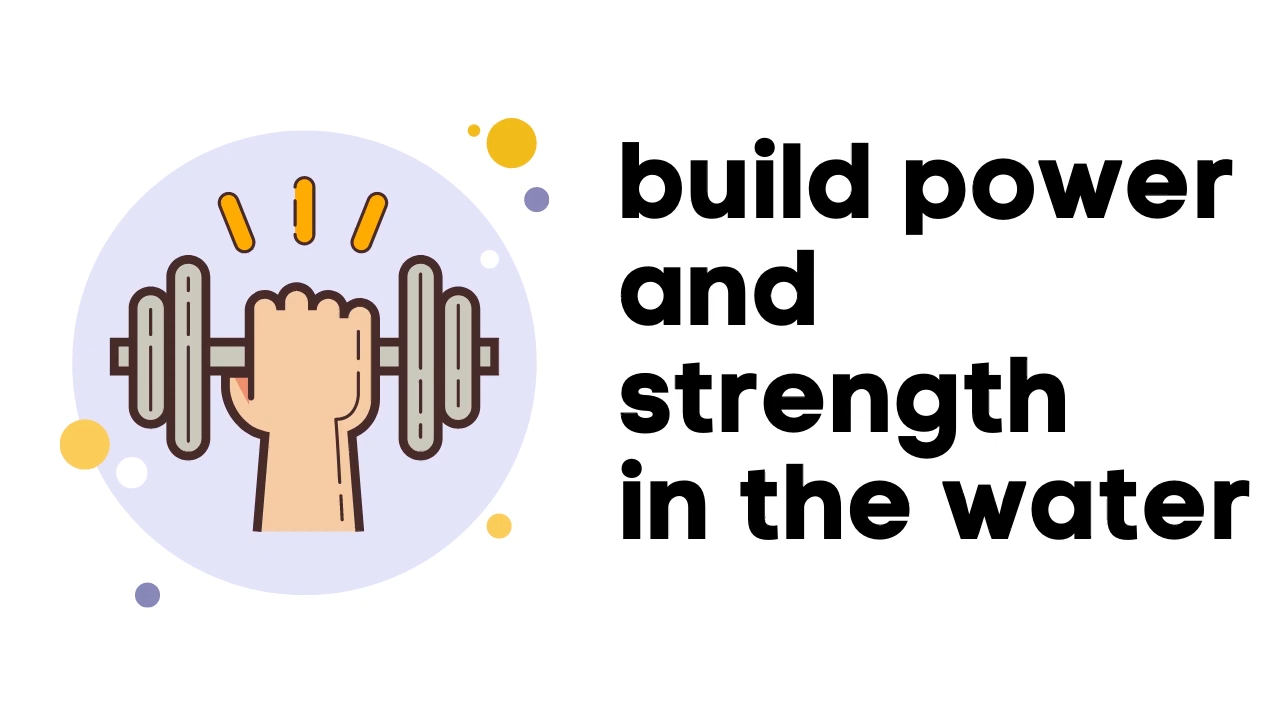 build power
and
strength
in the water